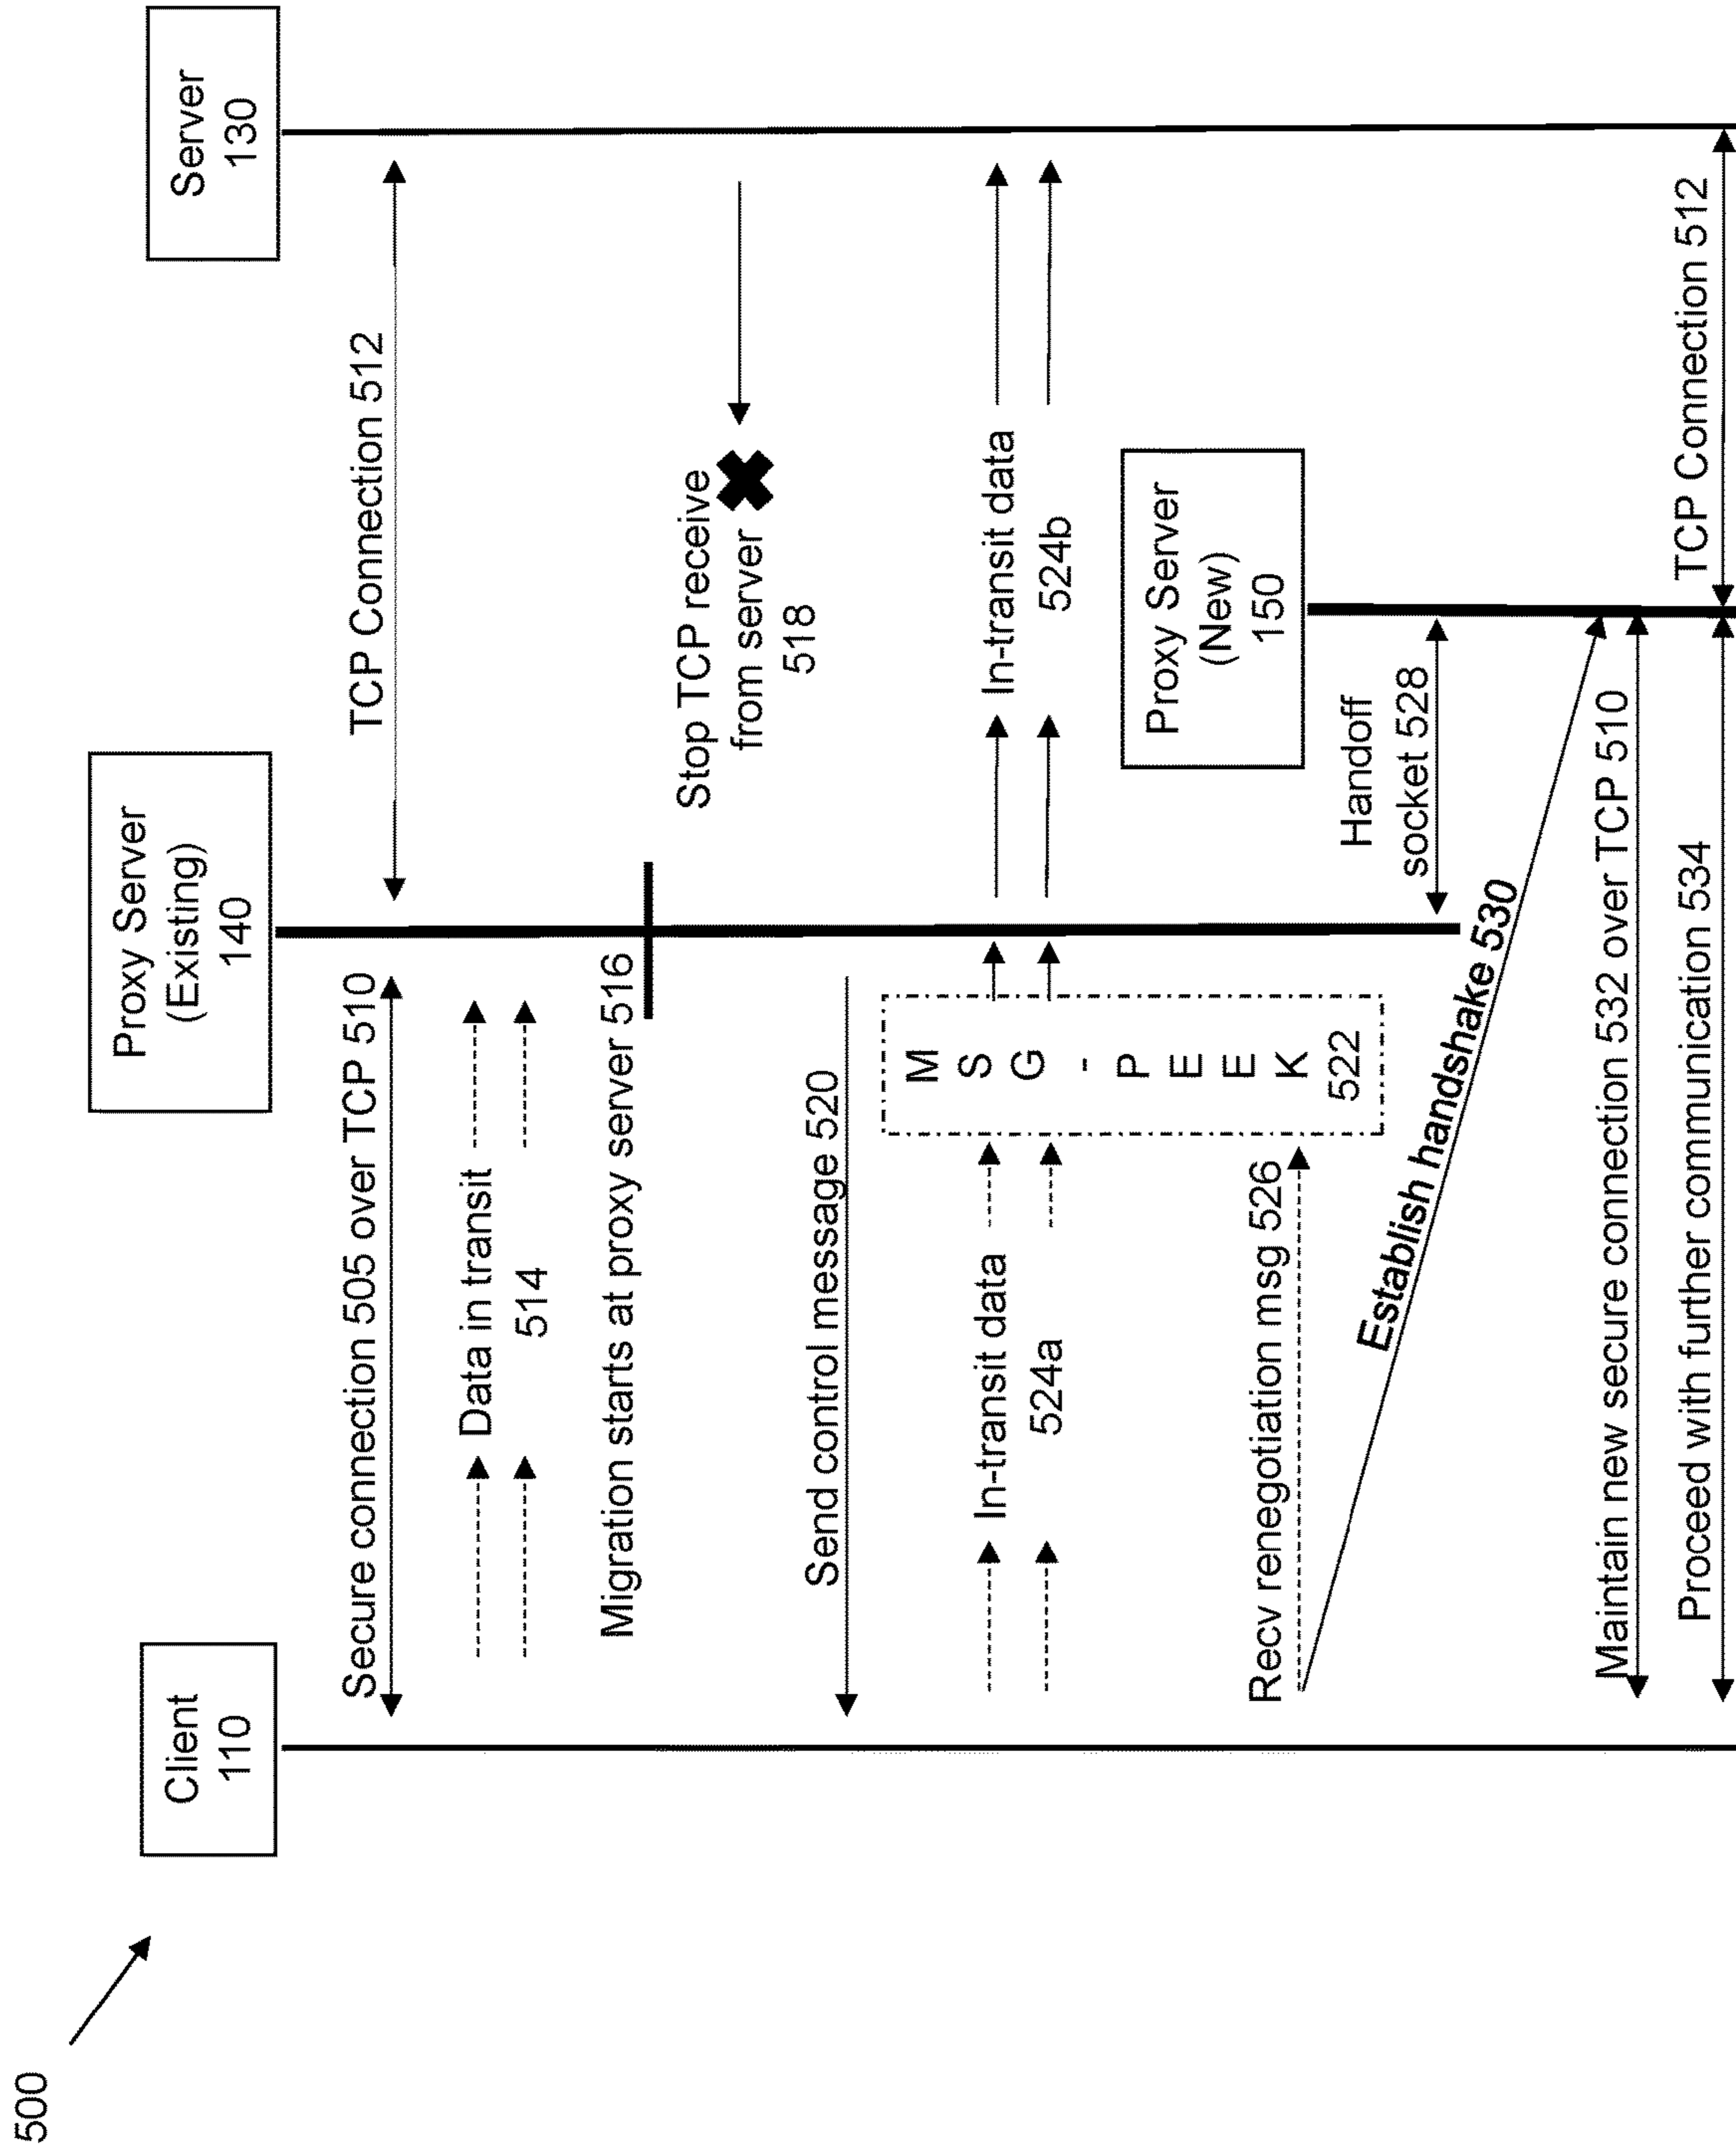 500
Client
110
Proxy Server
(Existing)
140
Server
130
Secure connection 505 over TCP 510
TCP Connection 512
Data in transit
514
Migration starts at proxy server 516
Stop TCP receive
from server
518
Send control message 520
M
S
G
-
P
E
E
K
522
In-transit data
524a
In-transit data
524b
Proxy Server
(New)
150
Recv renegotiation msg 526
Handoff
socket 528
Establish handshake 530
Maintain new secure connection 532 over TCP 510
Proceed with further communication 534
TCP Connection 512